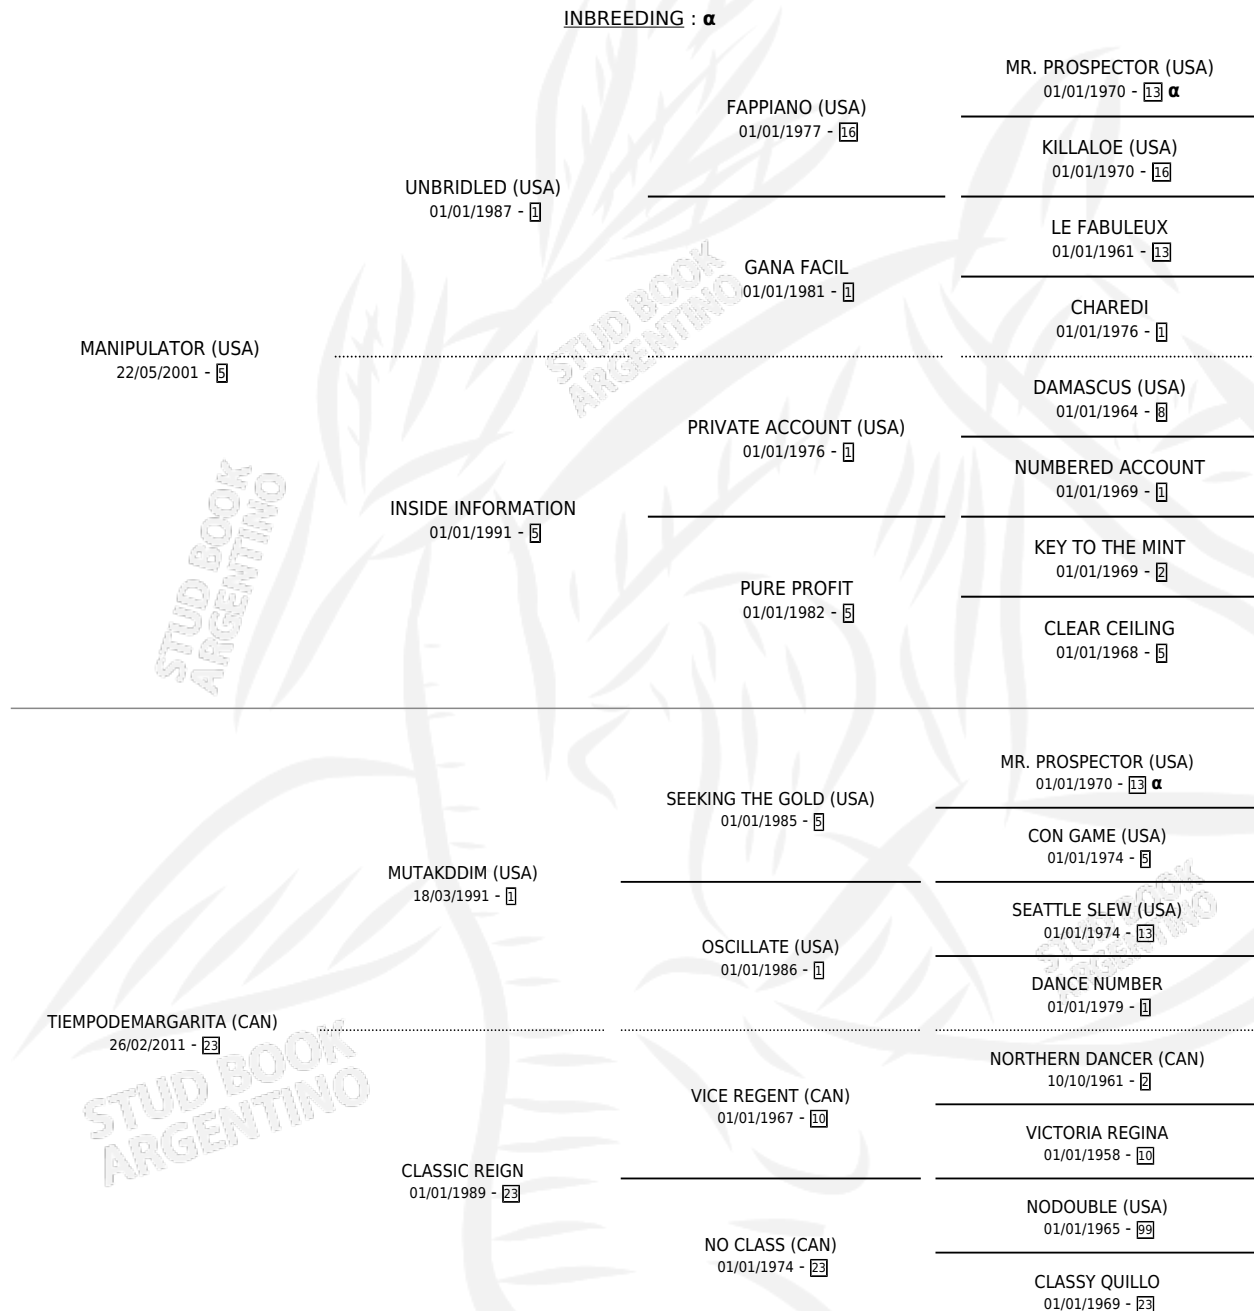 INBREEDING : α
MR. PROSPECTOR (USA)
01/01/1970 - 13 α
FAPPIANO (USA)
01/01/1977 - 16
KILLALOE (USA)
01/01/1970 - 16
UNBRIDLED (USA)
01/01/1987 - 1
LE FABULEUX
01/01/1961 - 13
GANA FACIL
01/01/1981 - 1
CHAREDI
01/01/1976 - 1
MANIPULATOR (USA)
22/05/2001 - 5
DAMASCUS (USA)
01/01/1964 - 8
PRIVATE ACCOUNT (USA)
01/01/1976 - 1
NUMBERED ACCOUNT
01/01/1969 - 1
INSIDE INFORMATION
01/01/1991 - 5
KEY TO THE MINT
01/01/1969 - 2
PURE PROFIT
01/01/1982 - 5
CLEAR CEILING
01/01/1968 - 5
MR. PROSPECTOR (USA)
01/01/1970 - 13 α
SEEKING THE GOLD (USA)
01/01/1985 - 5
CON GAME (USA)
01/01/1974 - 5
MUTAKDDIM (USA)
18/03/1991 - 1
SEATTLE SLEW (USA)
01/01/1974 - 13
OSCILLATE (USA)
01/01/1986 - 1
DANCE NUMBER
01/01/1979 - 1
TIEMPODEMARGARITA (CAN)
26/02/2011 - 23
NORTHERN DANCER (CAN)
10/10/1961 - 2
VICE REGENT (CAN)
01/01/1967 - 10
VICTORIA REGINA
01/01/1958 - 10
CLASSIC REIGN
01/01/1989 - 23
NODOUBLE (USA)
01/01/1965 - 99
NO CLASS (CAN)
01/01/1974 - 23
CLASSY QUILLO
01/01/1969 - 23
STUD BOOK
ARGENTINO
STUD BOOK
ARGENTINO
STUD BOOK
ARGENTINO
STUD BOOK
ARGENTINO